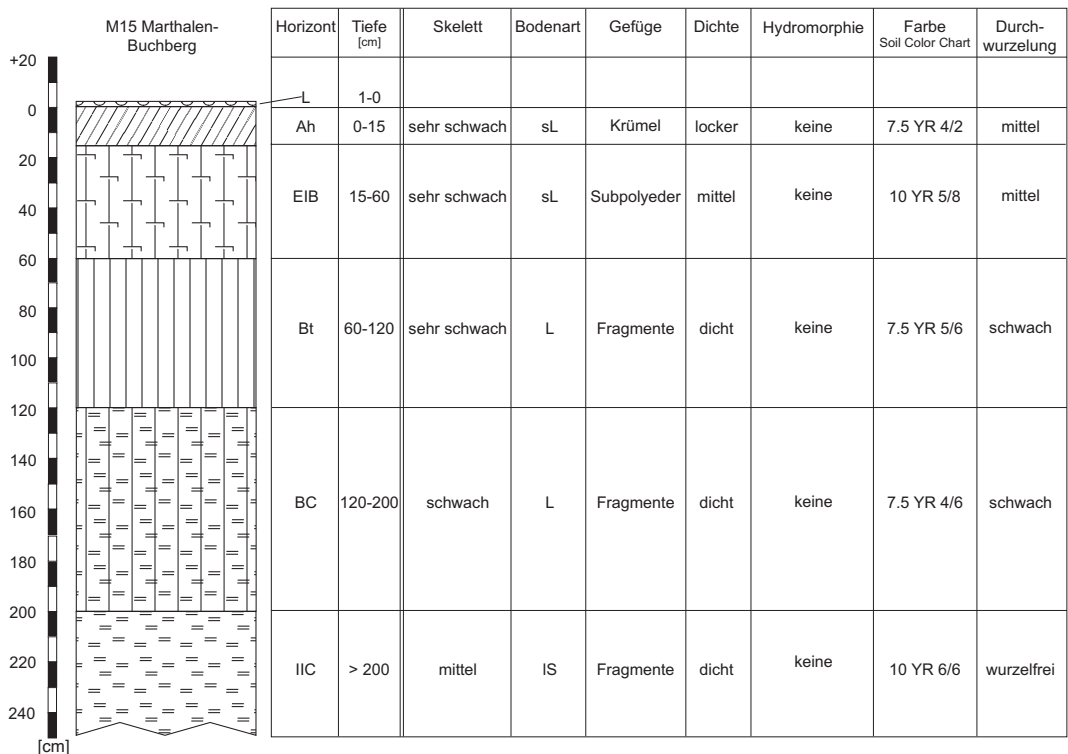 M15 Marthalen-
Buchberg
Horizont Tiefe [cm] Skelett Bodenart Gefüge Dichte Hydromorphie Farbe Soil Color Chart Durch-wurzelung
L 1-0
Ah 0-15 sehr schwach sL Krümel locker keine 7.5 YR 4/2 mittel
ElB 15-60 sehr schwach sL Subpolyeder mittel keine 10 YR 5/8 mittel
Bt 60-120 sehr schwach L Fragmente dicht keine 7.5 YR 5/6 schwach
BC 120-200 schwach L Fragmente dicht keine 7.5 YR 4/6 schwach
IIC > 200 mittel lS Fragmente dicht keine 10 YR 6/6 wurzelfrei
+20
0
20
40
60
80
100
120
140
160
180
200
220
240
[cm]